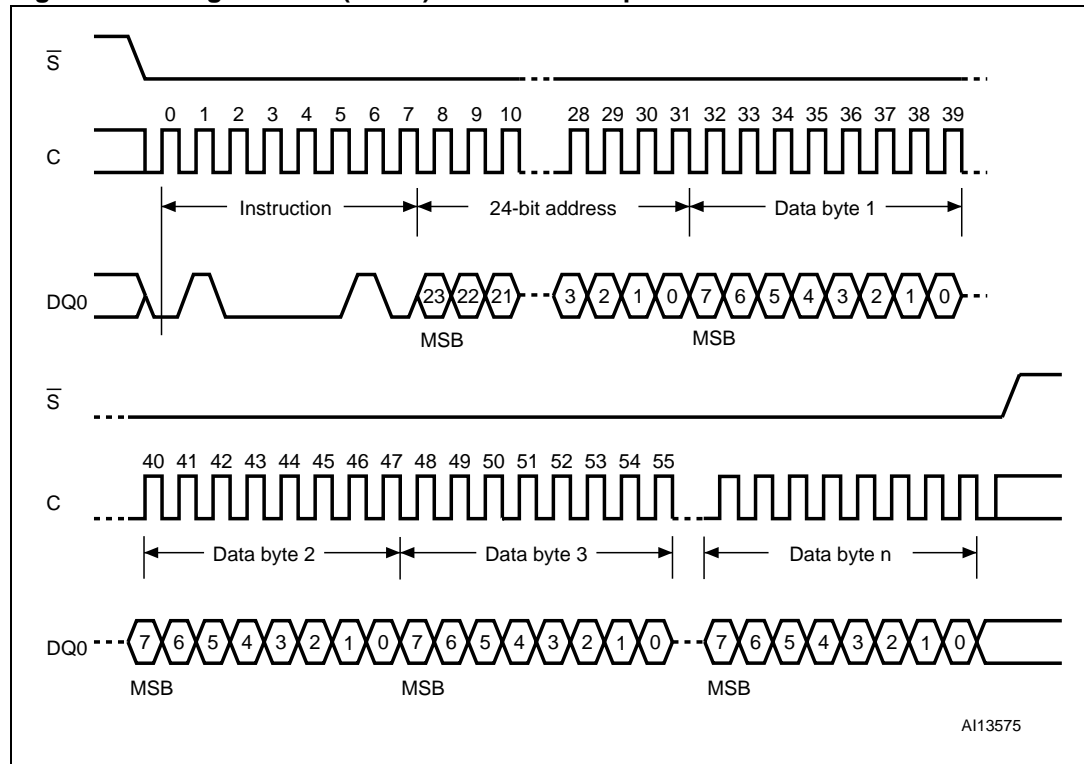 S
0 1 2 3 4 5 6 7 8 9 10 28 29 30 31 32 33 34 35 36 37 38 39
C
Instruction 24-bit address Data byte 1
DQ0 23 22 21 3 2 1 0 7 6 5 4 3 2 1 0
MSB MSB
S
40 41 42 43 44 45 46 47 48 49 50 51 52 53 54 55
C
Data byte 2 Data byte 3 Data byte n
DQ0 7 6 5 4 3 2 1 0 7 6 5 4 3 2 1 0 7 6 5 4 3 2 1 0
MSB MSB MSB
AI13575